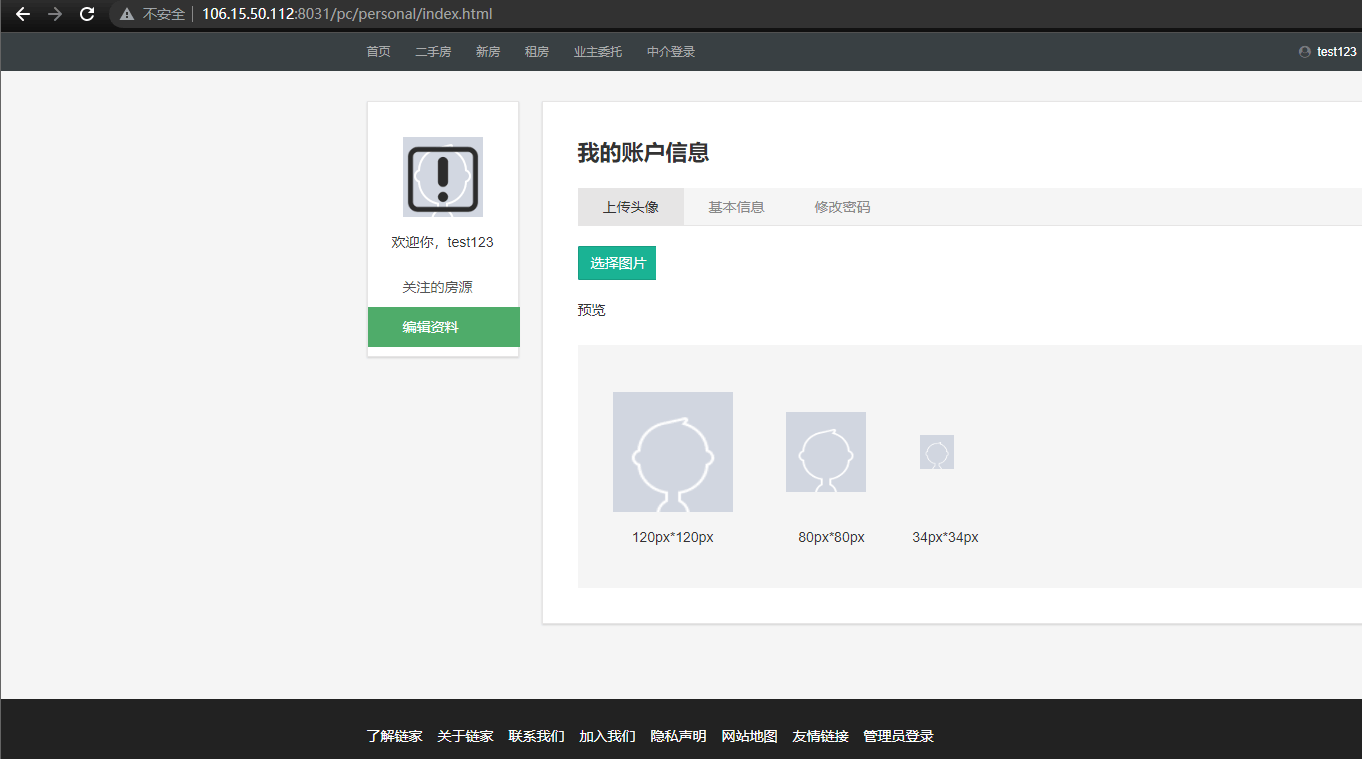 不安全 106.15.50.112:8031/pc/personal/index.html
首页 二手房 新房 租房 业主委托 中介登录 test123
欢迎你，test123
关注的房源
编辑资料
我的账户信息
上传头像 基本信息 修改密码
选择图片
预览
120px*120px 80px*80px 34px*34px
了解链家 关于链家 联系我们 加入我们 隐私声明 网站地图 友情链接 管理员登录